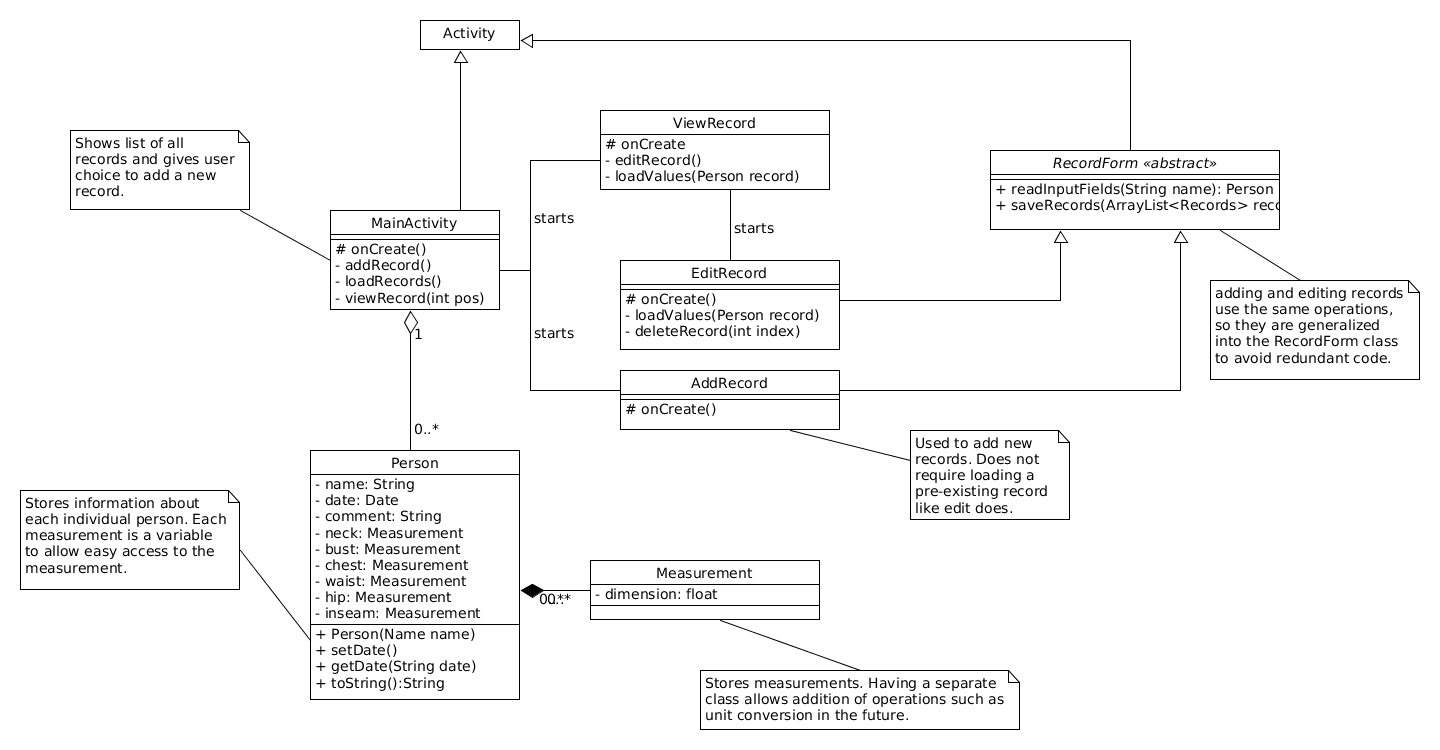 Activity
ViewRecord
# onCreate
- editRecord()
- loadValues(Person record)
Shows list of all
records and gives user
choice to add a new
record.
RecordForm «abstract»
+ readInputFields(String name): Person
+ saveRecords(ArrayList<Records>
MainActivity
# onCreate()
- addRecord()
- loadRecords()
- viewRecord(int pos)
starts
starts
starts
EditRecord
# onCreate()
- loadValues(Person record)
- deleteRecord(int index)
adding and editing records
use the same operations,
so they are generalized
into the RecordForm class
to avoid redundant code.
1
0..*
AddRecord
# onCreate()
Used to add new
records. Does not
require loading a
pre-existing record
like edit does.
Person
- name: String
- date: Date
- comment: String
- neck: Measurement
- bust: Measurement
- chest: Measurement
- waist: Measurement
- hip: Measurement
- inseam: Measurement
+ Person(Name name)
+ setDate()
+ getDate(String date)
+ toString():String
Stores information about
each individual person. Each
measurement is a variable
to allow easy access to the
measurement.
Measurement
- dimension: float
Stores measurements. Having a separate
class allows addition of operations such as
unit conversion in the future.